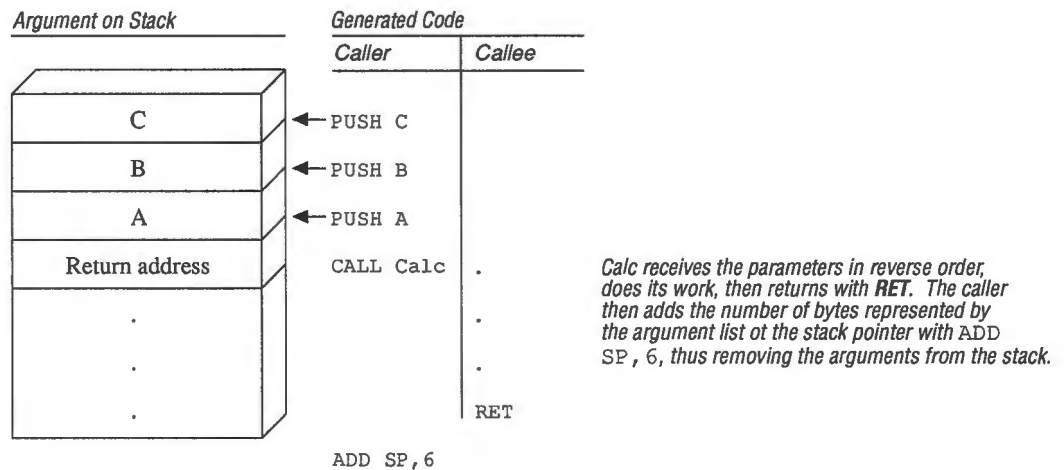 Argument on Stack
Generated Code
Caller
Callee
C
PUSH C
B
PUSH B
A
PUSH A
Return address
CALL Calc
.
.
.
.
.
.
.
RET
ADD SP,6
Calc receives the parameters in reverse order,
does its work, then returns with RET. The caller
then adds the number of bytes represented by
the argument list ot the stack pointer with ADD
SP,6, thus removing the arguments from the stack.